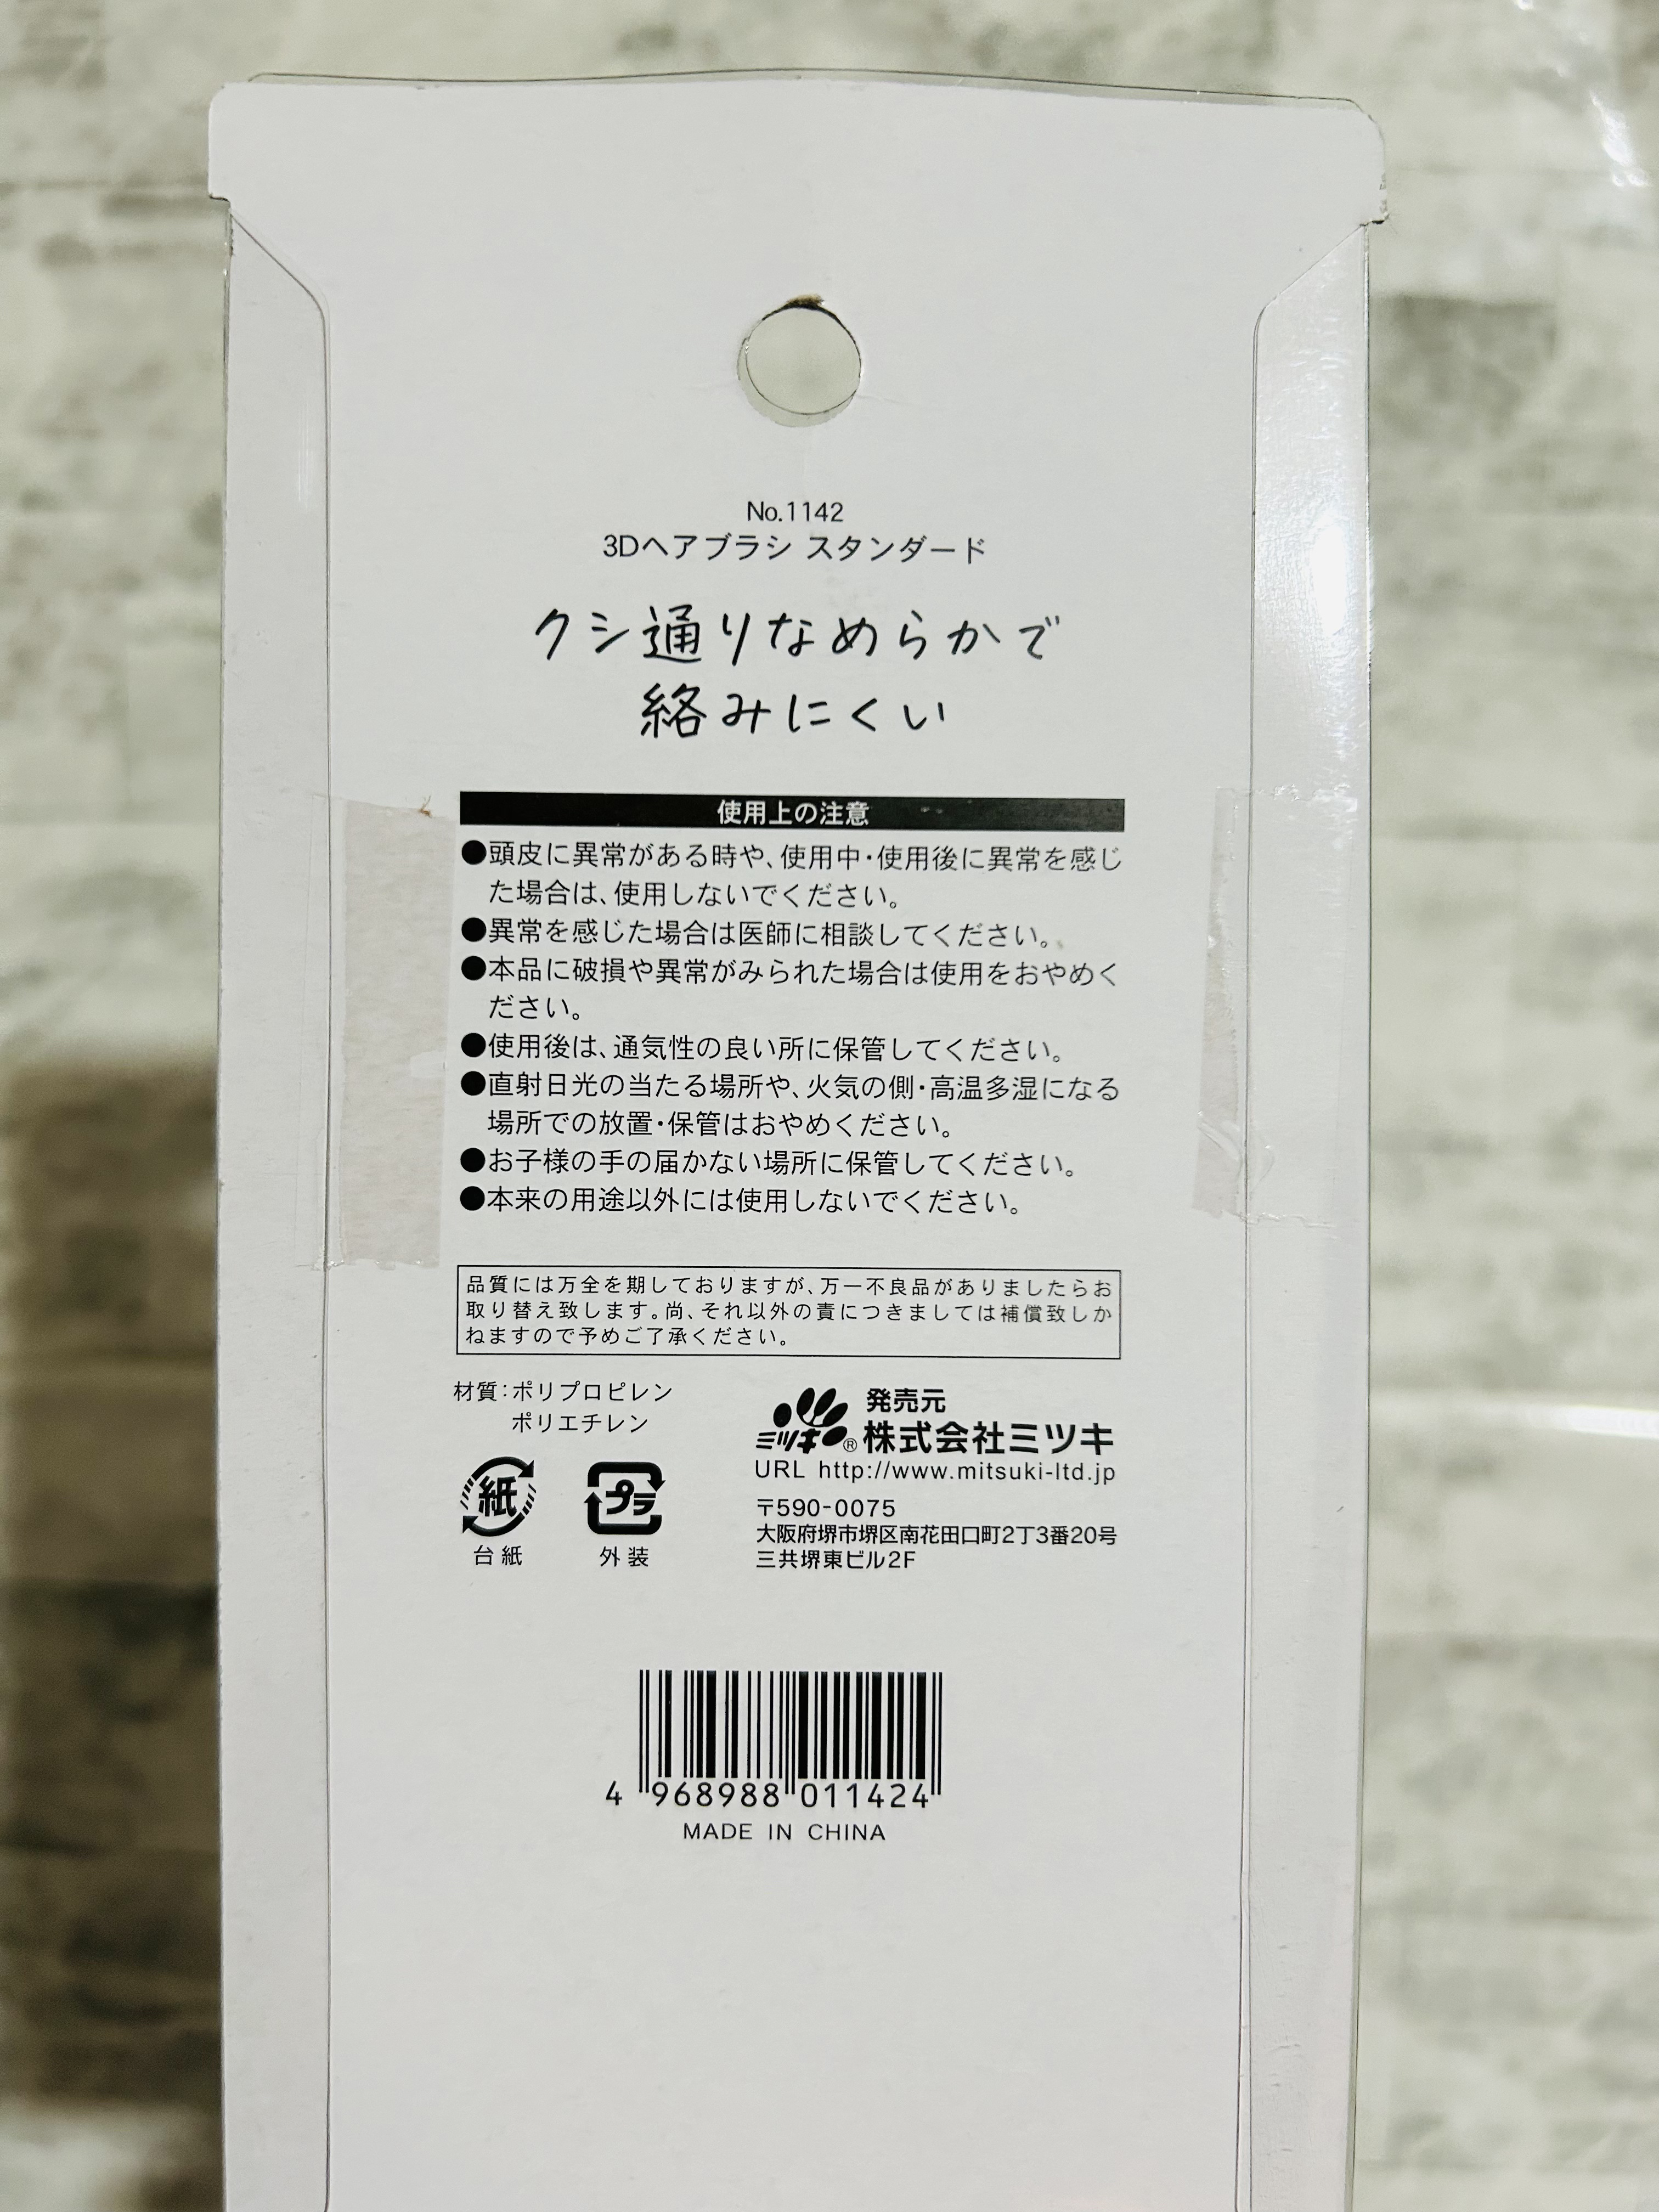 No.1142
3Dヘアブラシ スタンダード
クシ通りなめらかで
絡みにくい
使用上の注意
●頭皮に異常がある時や、使用中・使用後に異常を感じ
た場合は、使用しないでください。
●異常を感じた場合は医師に相談してください。
●本品に破損や異常がみられた場合は使用をおやめく
ださい。
●使用後は、通気性の良い所に保管してください。
●直射日光の当たる場所や、火気の側・高温多湿になる
場所での放置・保管はおやめください。
●お子様の手の届かない場所に保管してください。
●本来の用途以外には使用しないでください。
品質には万全を期しておりますが、万一不良品がありましたらお
取り替え致します。尚、それ以外の責につきましては補償致しか
ねますので予めご了承ください。
材質：ポリプロピレン
ポリエチレン
紙
台紙
プラ
外装
ミツキ®
発売元
株式会社ミツキ
URL http://www.mitsuki-ltd.jp
〒590-0075
大阪府堺市堺区南花田口町2丁3番20号
三共堺東ビル2F
4 968988 011424
MADE IN CHINA